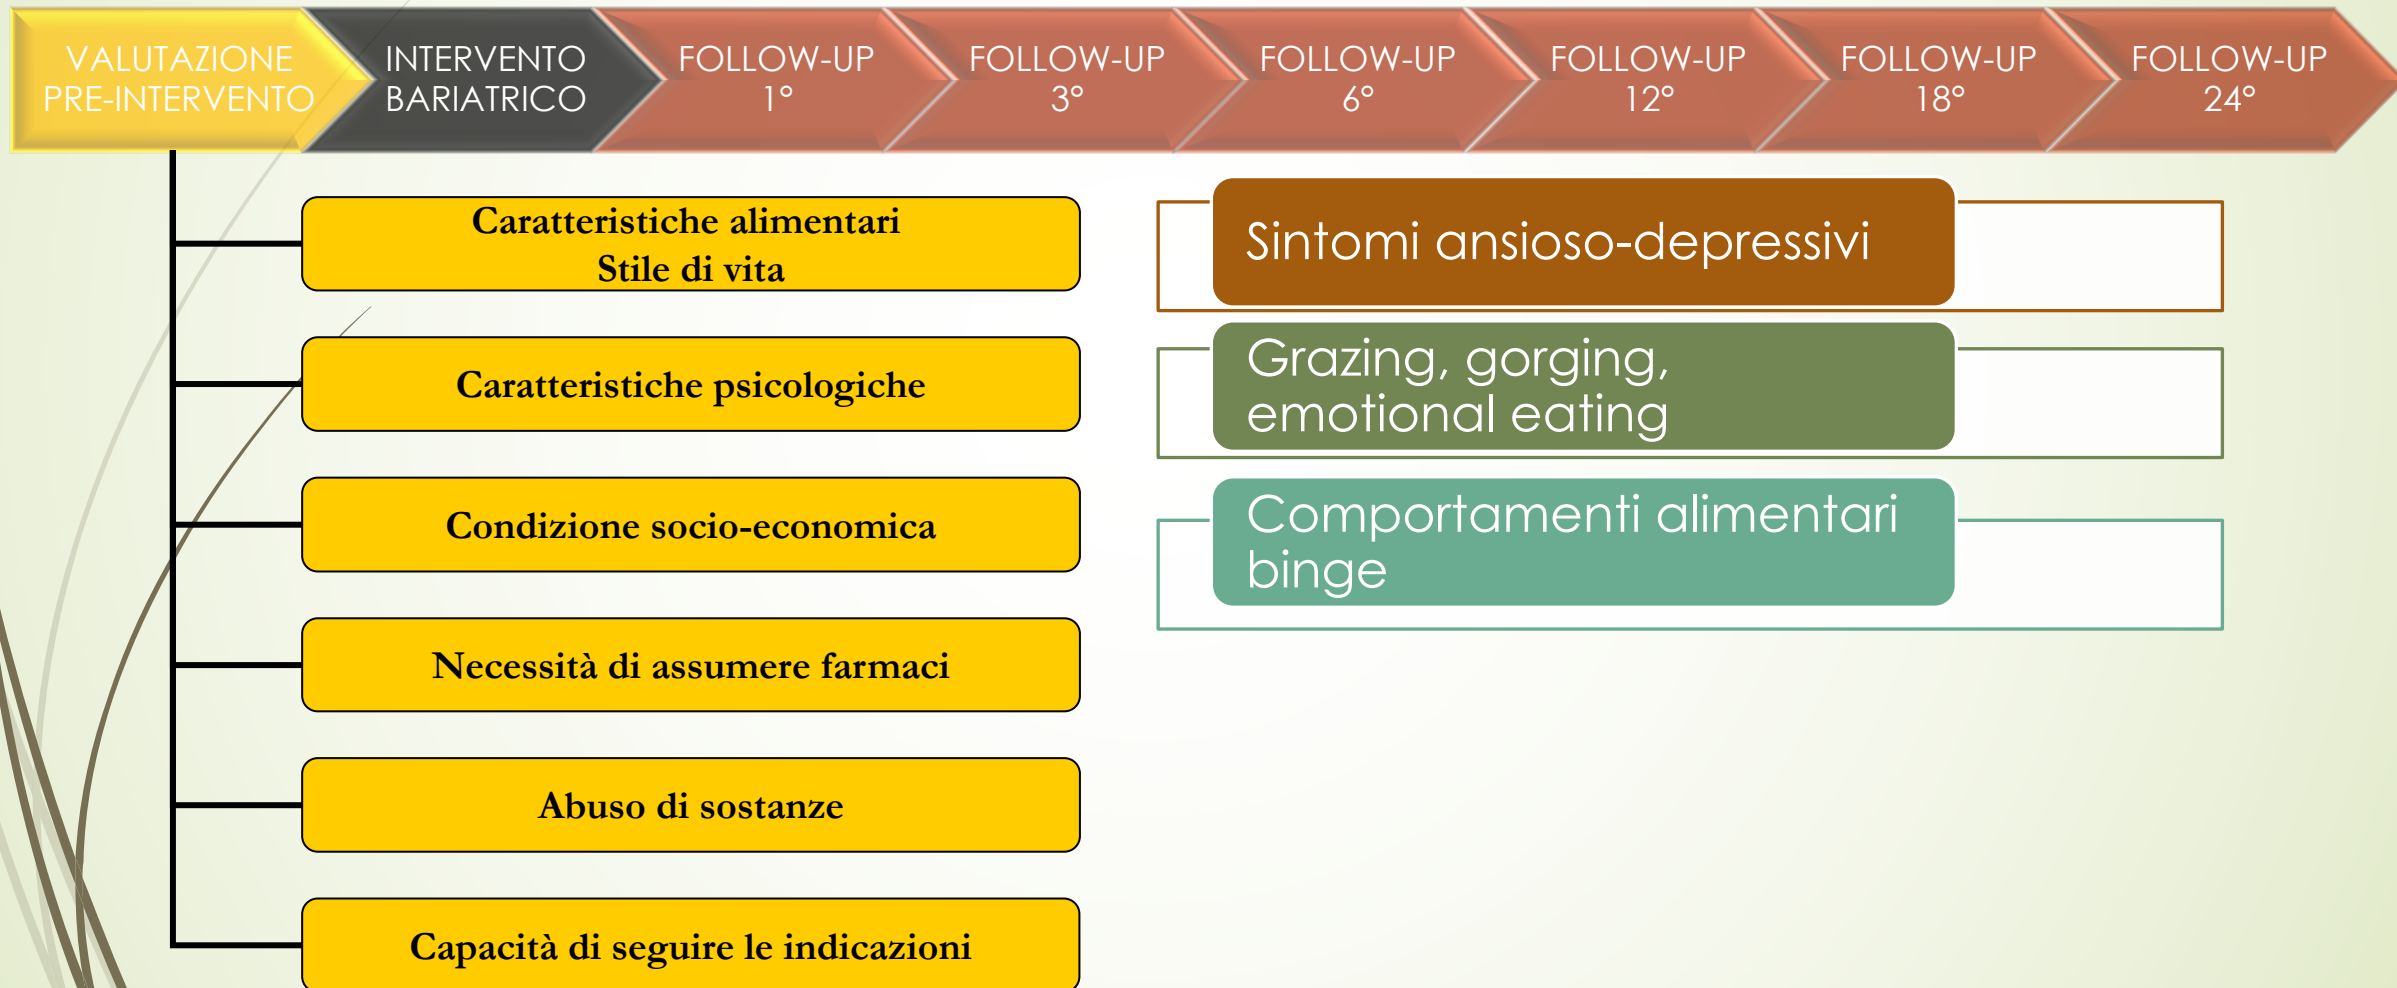 VALUTAZIONE
PRE-INTERVENTO
INTERVENTO
BARIATRICO
FOLLOW-UP
1°
FOLLOW-UP
3°
FOLLOW-UP
6°
FOLLOW-UP
12°
FOLLOW-UP
18°
FOLLOW-UP
24°
Caratteristiche alimentari
Stile di vita
Caratteristiche psicologiche
Condizione socio-economica
Necessità di assumere farmaci
Abuso di sostanze
Capacità di seguire le indicazioni
Sintomi ansioso-depressivi
Grazing, gorging,
emotional eating
Comportamenti alimentari
binge